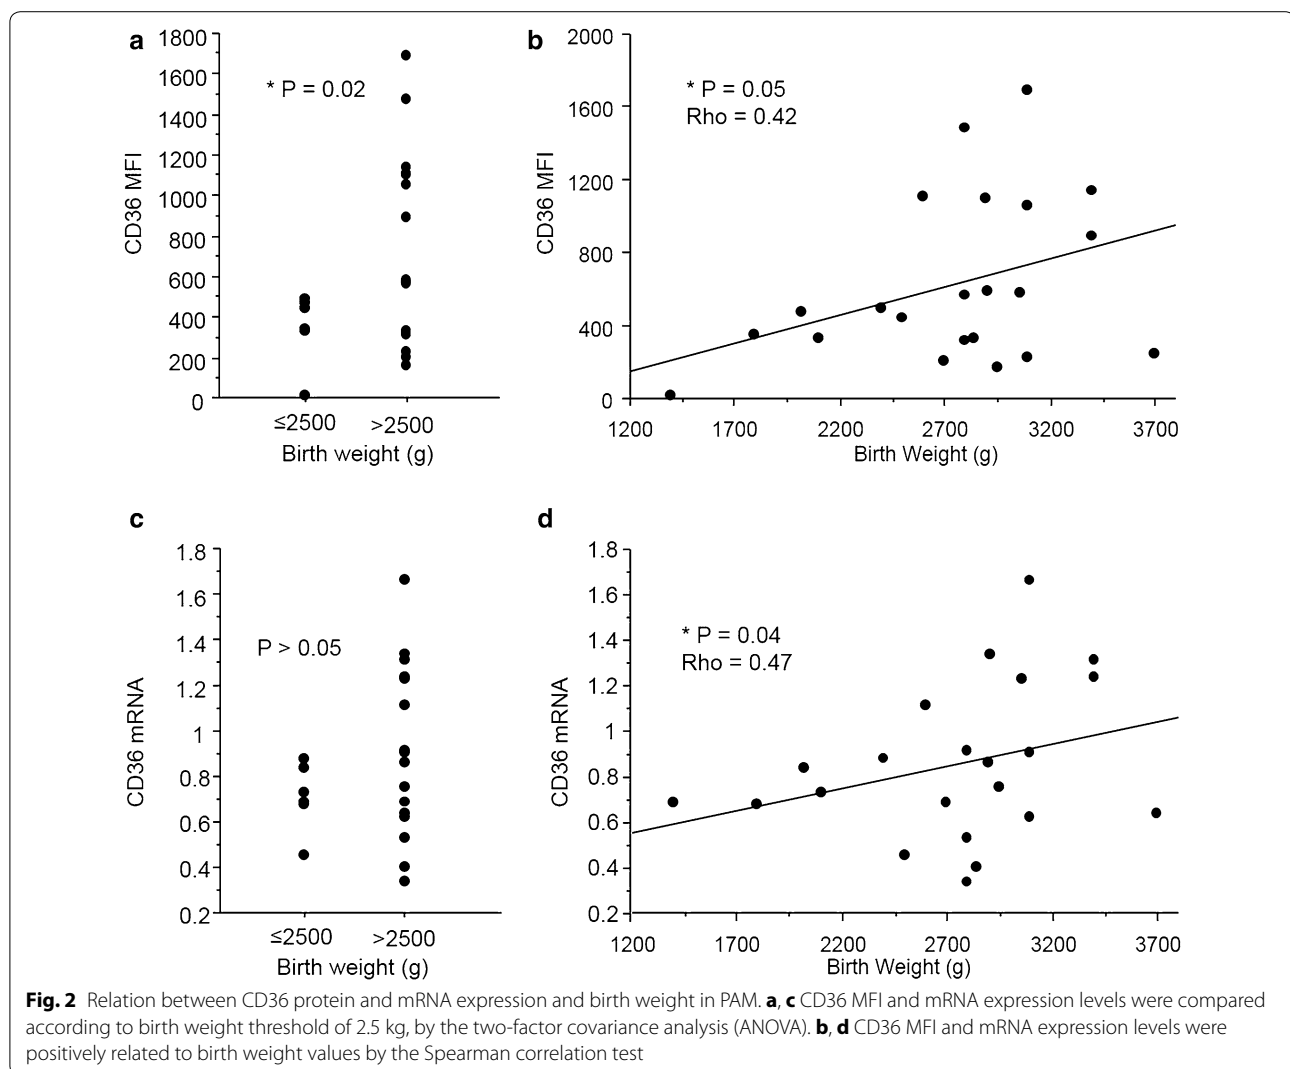 a
1800
1600
1400
1200
1000
800
600
400
200
0
CD36 MFI
* P = 0.02
≤2500 >2500
Birth weight (g)
b
2000
1600
1200
800
400
0
CD36 MFI
* P = 0.05
Rho = 0.42
1200 1700 2200 2700 3200 3700
Birth Weight (g)
c
1.8
1.6
1.4
1.2
1
0.8
0.6
0.4
0.2
CD36 mRNA
P > 0.05
≤2500 >2500
Birth weight (g)
d
1.8
1.6
1.4
1.2
1
0.8
0.6
0.4
0.2
CD36 mRNA
* P = 0.04
Rho = 0.47
1200 1700 2200 2700 3200 3700
Birth Weight (g)
Fig. 2 Relation between CD36 protein and mRNA expression and birth weight in PAM. a, c CD36 MFI and mRNA expression levels were compared
according to birth weight threshold of 2.5 kg, by the two-factor covariance analysis (ANOVA). b, d CD36 MFI and mRNA expression levels were
positively related to birth weight values by the Spearman correlation test